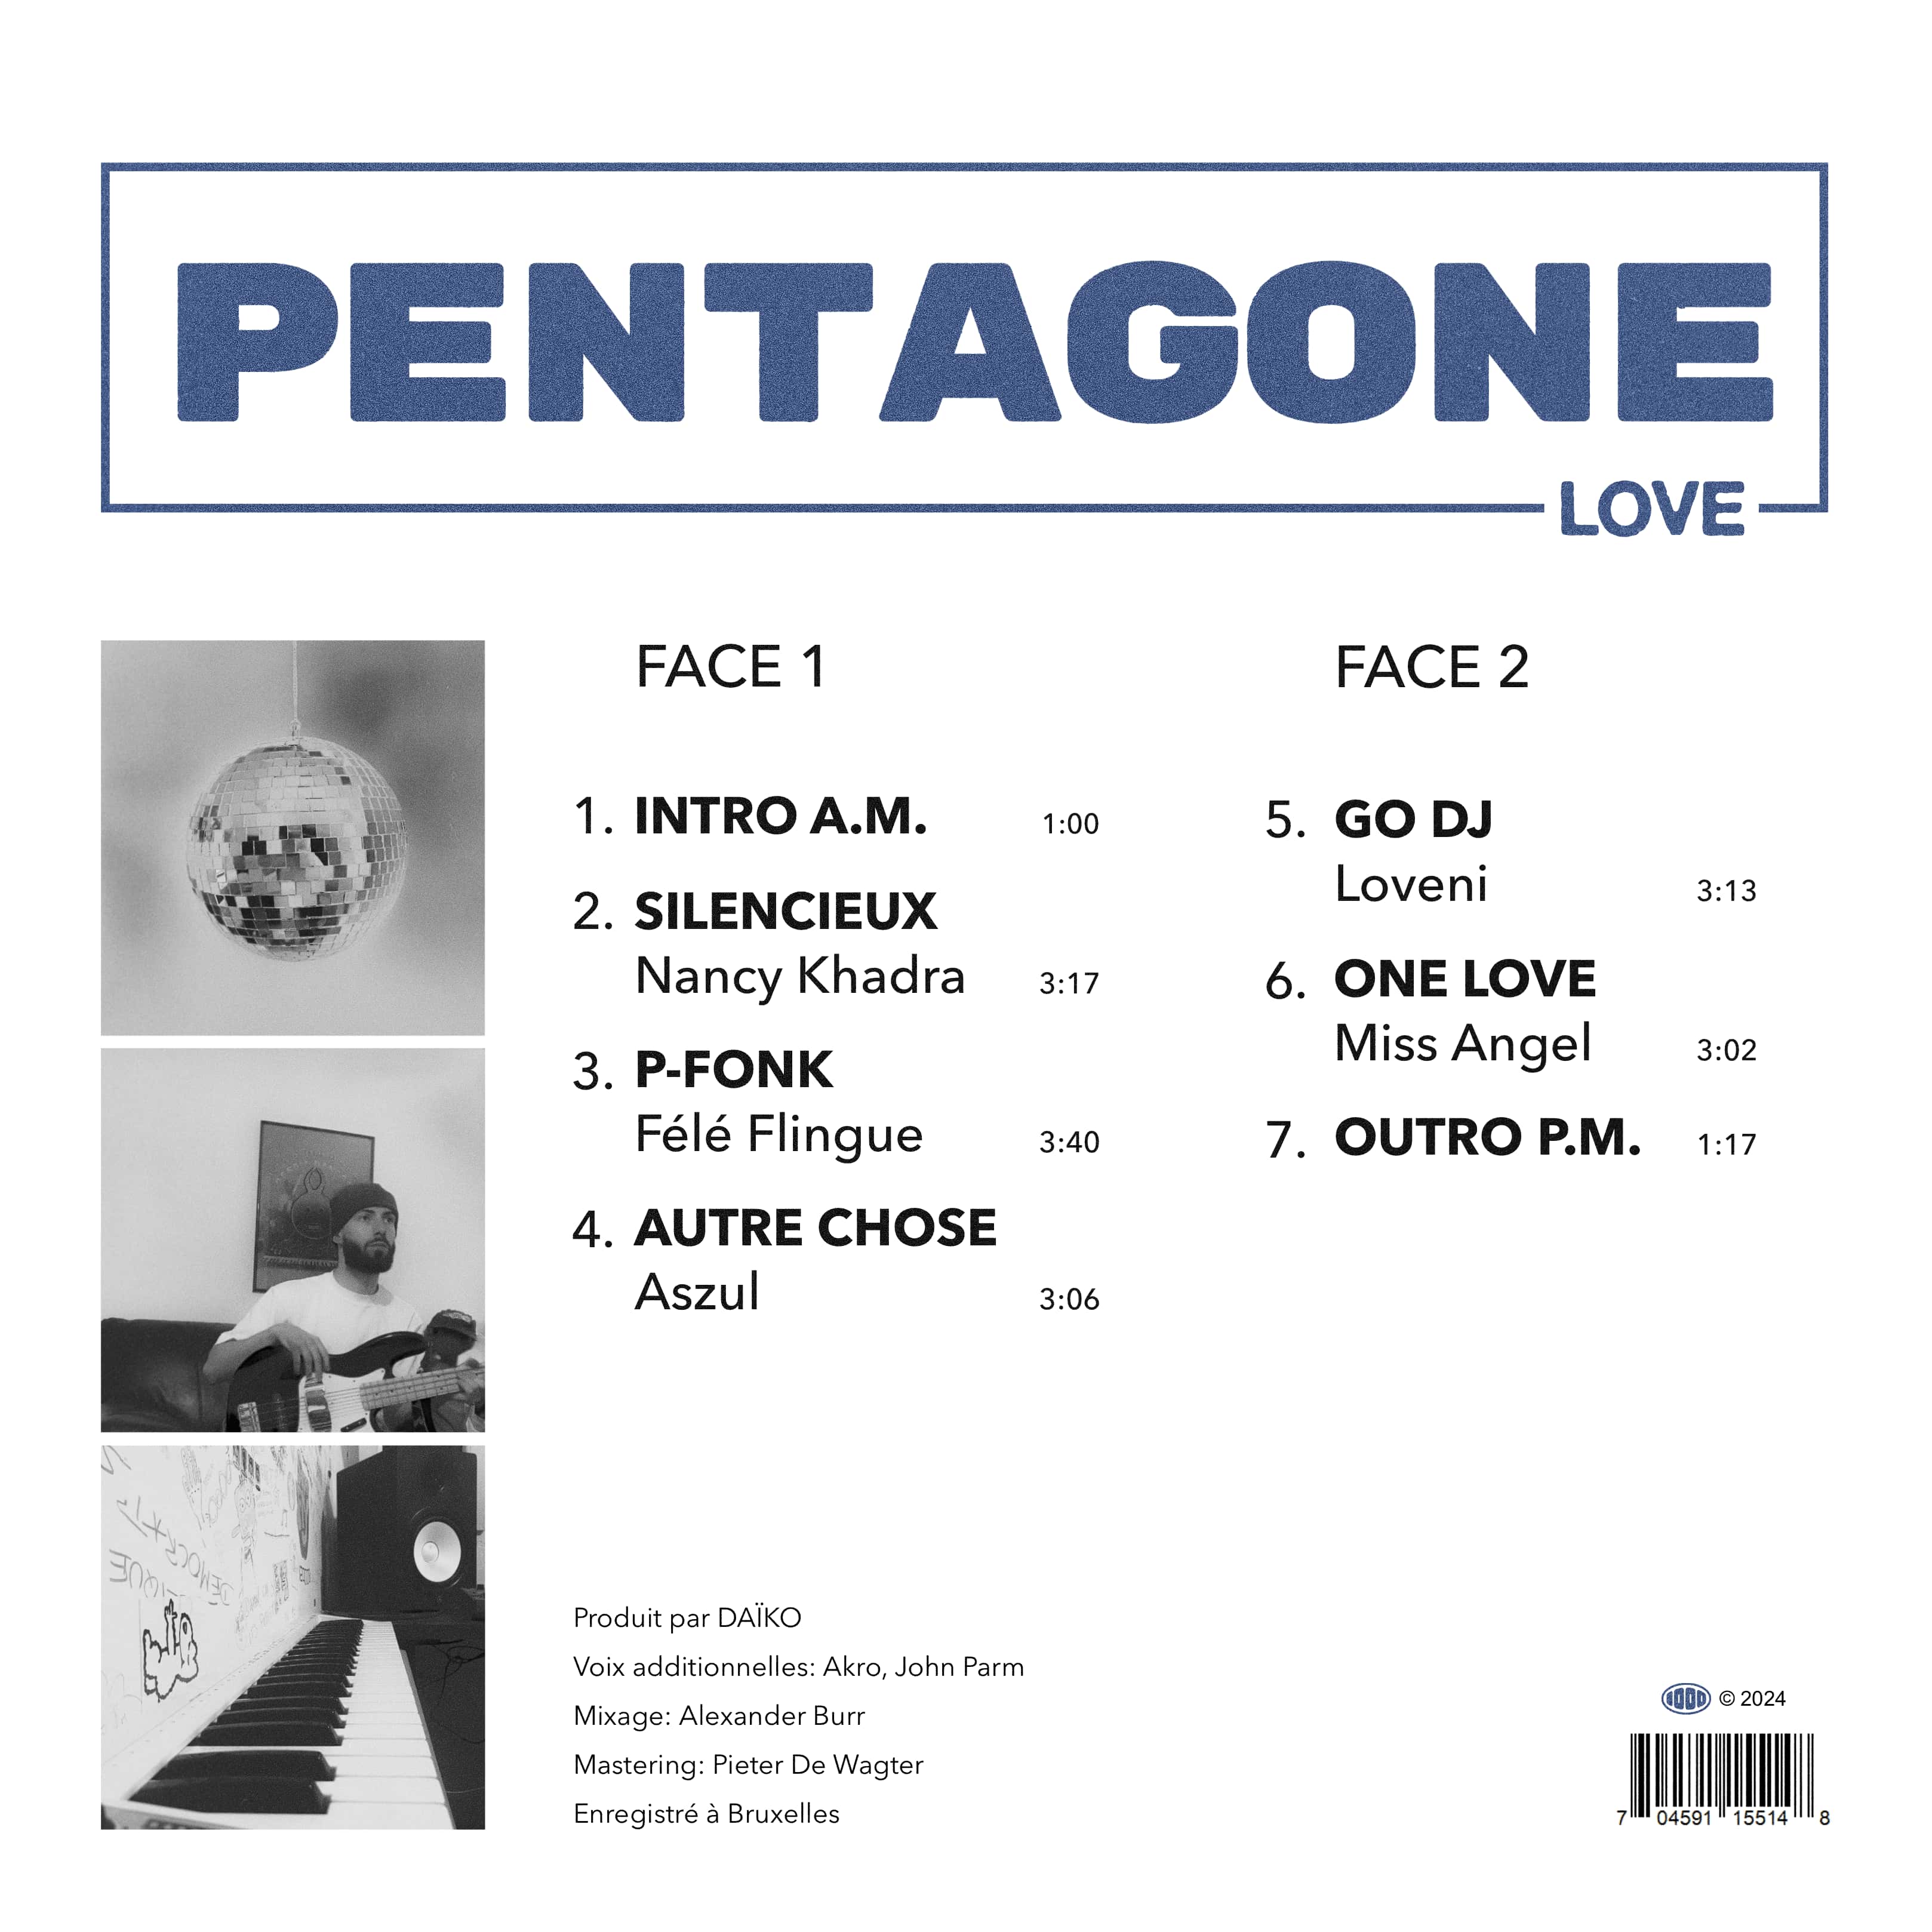 PENTAGONE
LOVE
FACE 1
1. INTRO A.M. 1:00
2. SILENCIEUX
Nancy Khadra 3:17
3. P-FONK
Félé Flingue 3:40
4. AUTRE CHOSE
Aszul 3:06
FACE 2
5. GO DJ
Loveni 3:13
6. ONE LOVE
Miss Angel 3:02
7. OUTRO P.M. 1:17
Produit par DAÏKO
Voix additionnelles: Akro, John Parm
Mixage: Alexander Burr
Mastering: Pieter De Wagter
Enregistré à Bruxelles
© 2024
7 04591 15514 8